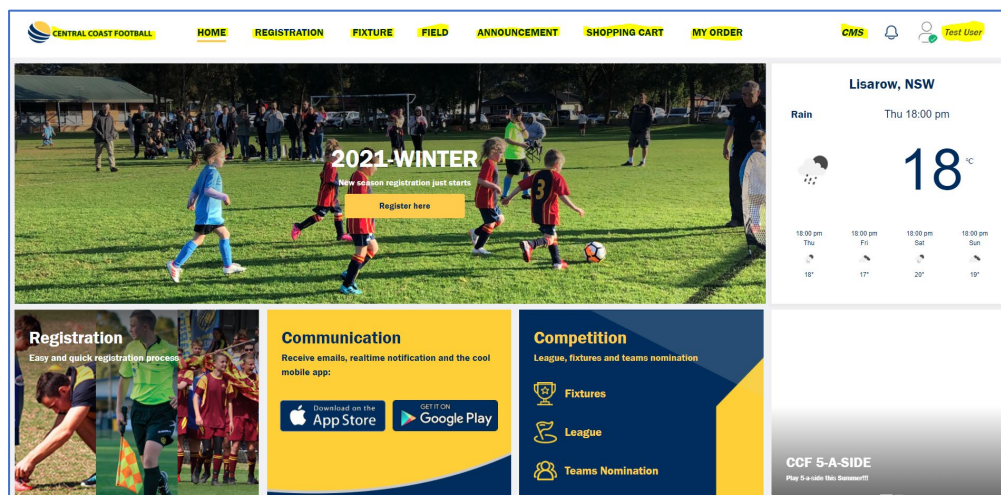 CENTRAL COAST FOOTBALL
HOME REGISTRATION FIXTURE FIELD ANNOUNCEMENT SHOPPING CART MY ORDER
CMS Test User
2021-WINTER
New season registration just starts
Register here
3
Lisarow, NSW
Rain Thu 18:00 pm
18 °C
18:00 pm 18:00 pm 18:00 pm 18:00 pm
Thu Fri Sat Sun
18° 17° 20° 19°
Registration
Easy and quick registration process
Communication
Receive emails, realtime notification and the cool
mobile app:
Download on the
App Store
GET IT ON
Google Play
Competition
League, fixtures and teams nomination
Fixtures
League
Teams Nomination
CCF 5-A-SIDE
Play 5-a-side this Summer!!!